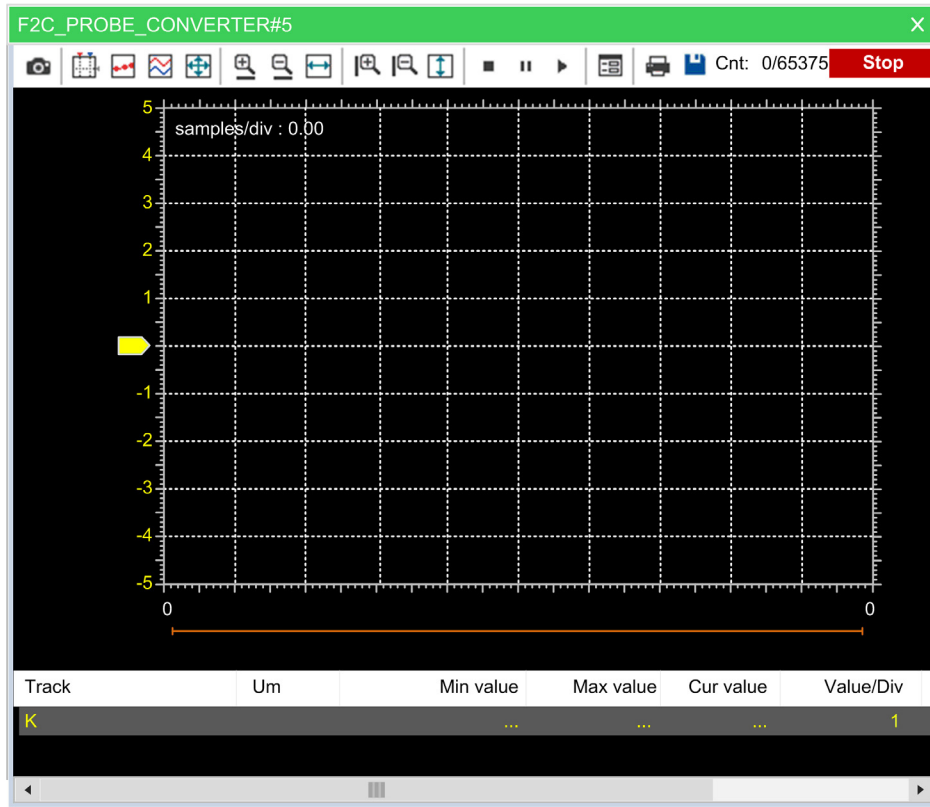 F2C_PROBE_CONVERTER#5
Cnt: 0/65375 Stop
5
samples/div : 0.00
4
3
2
1
-1
-2
-3
-4
-5
0 0
Track Um Min value Max value Cur value Value/Div
K ... ... ... 1